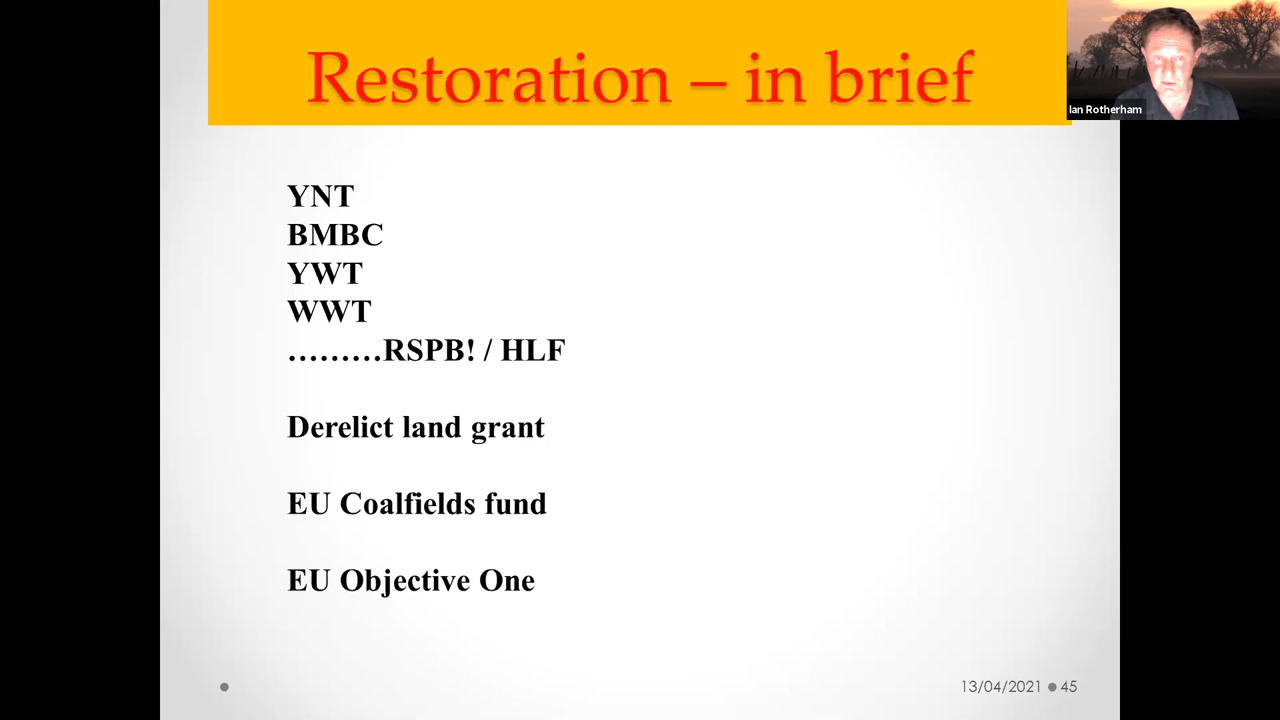 Restoration – in brief
Ian Rotherham
YNT
BMBC
YWT
WWT
………RSPB! / HLF
Derelict land grant
EU Coalfields fund
EU Objective One
13/04/2021 ● 45